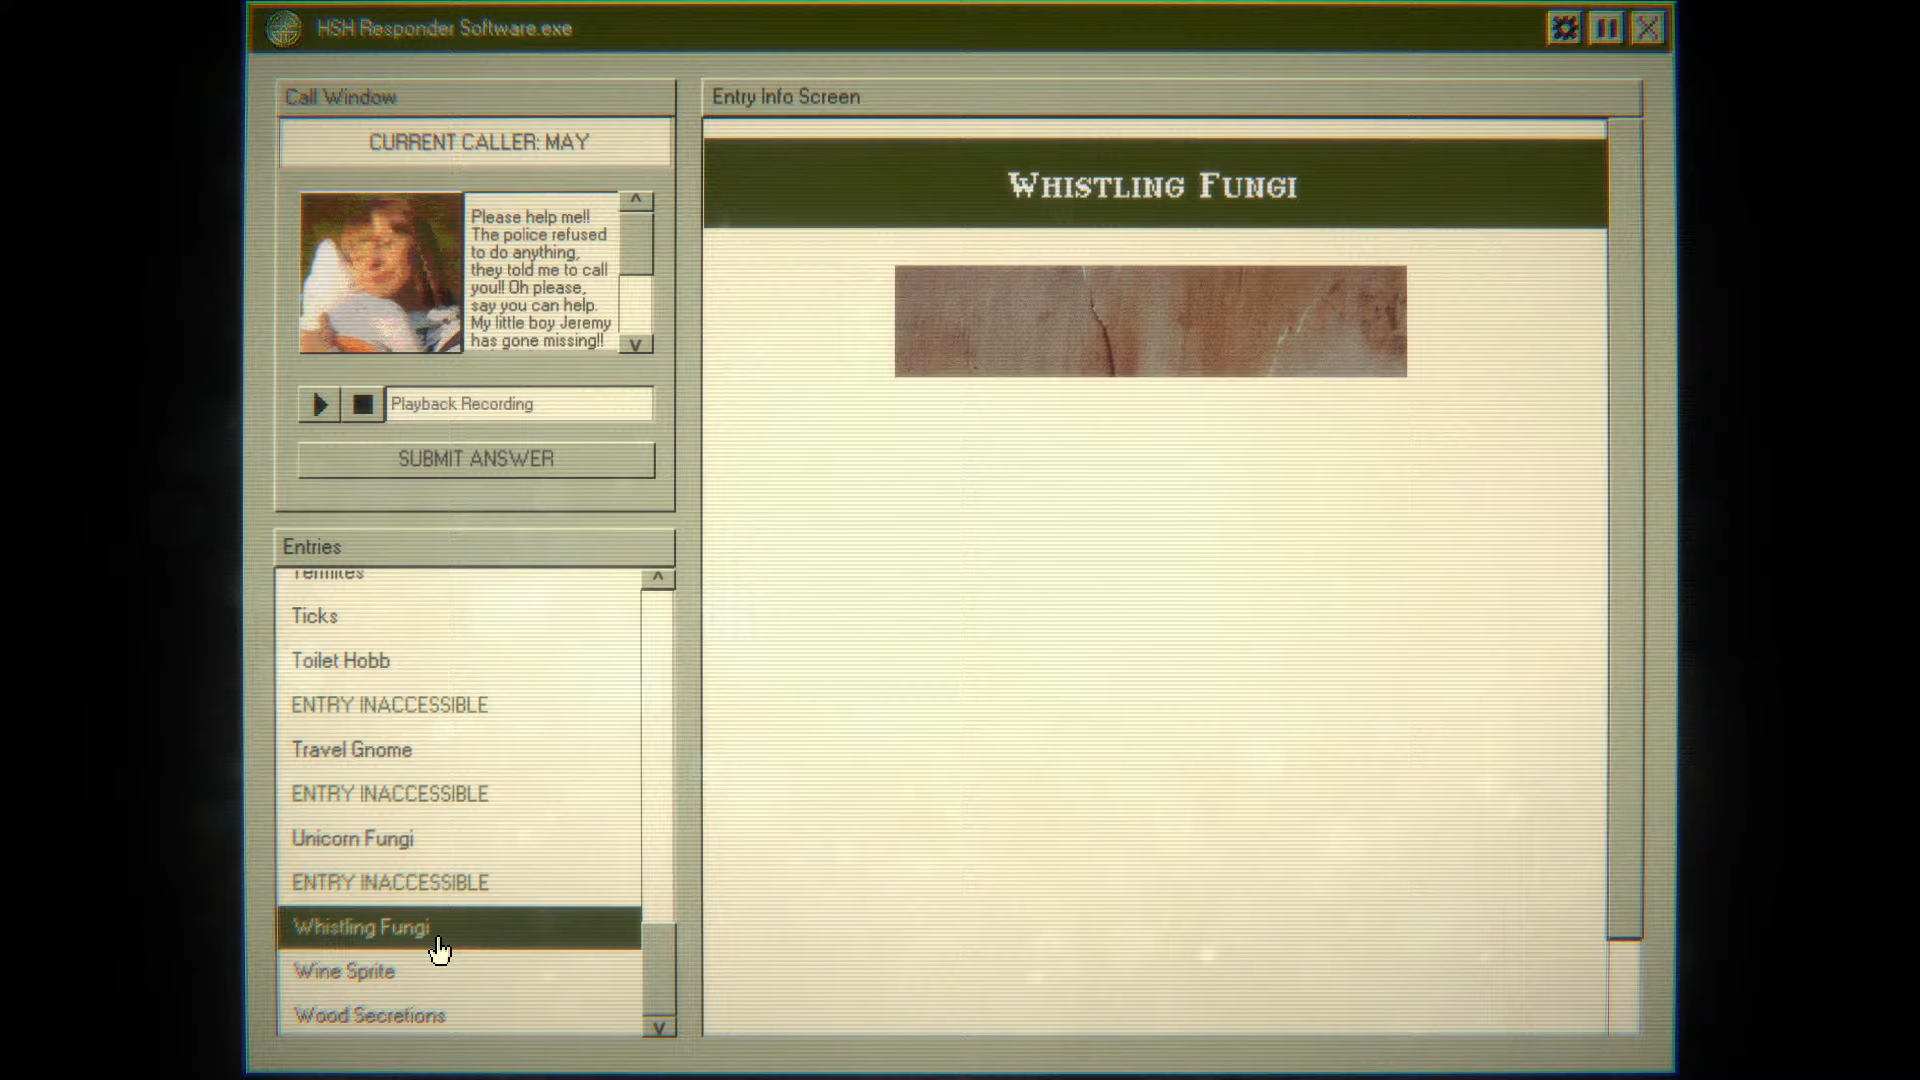 HSH Responder Software.exe
Call Window
CURRENT CALLER: MAY
Please help me!!
The police refused
to do anything,
they told me to call
you!! Oh please,
say you can help.
My little boy Jeremy
has gone missing!!
Playback Recording
SUBMIT ANSWER
Entries
Termites
Ticks
Toilet Hobb
ENTRY INACCESSIBLE
Travel Gnome
ENTRY INACCESSIBLE
Unicorn Fungi
ENTRY INACCESSIBLE
Whistling Fungi
Wine Sprite
Wood Secretions
Entry Info Screen
Whistling Fungi